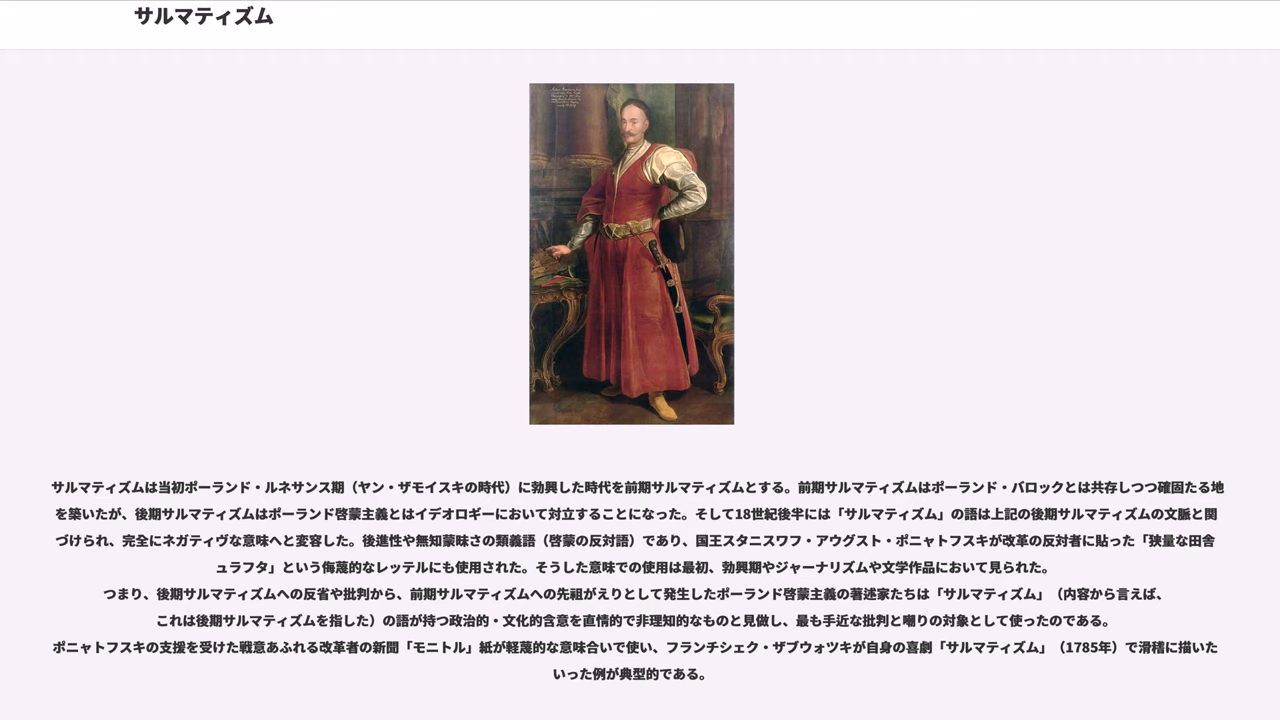 サルマティズム
サルマティズムは当初ポーランド・ルネサンス期（ヤン・ザモイスキの時代）に勃興した時代を前期サルマティズムとする。前期サルマティズムはポーランド・バロックとは共存しつつ確固たる地
を築いたが、後期サルマティズムはポーランド啓蒙主義とはイデオロギーにおいて対立することになった。そして18世紀後半には「サルマティズム」の語は上記の後期サルマティズムの文脈と関
づけられ、完全にネガティヴな意味へと変容した。後進性や無知蒙昧さの類義語（啓蒙の反対語）であり、国王スタニスワフ・アウグスト・ポニャトフスキが改革の反対者に貼った「狭量な田舎
ュラフタ」という侮蔑的なレッテルにも使用された。そうした意味での使用は最初、勃興期やジャーナリズムや文学作品において見られた。
つまり、後期サルマティズムへの反省や批判から、前期サルマティズムへの先祖がえりとして発生したポーランド啓蒙主義の著述家たちは「サルマティズム」（内容から言えば、
これは後期サルマティズムを指した）の語が持つ政治的・文化的含意を直情的で非理知的なものと見做し、最も手近な批判と嘲りの対象として使ったのである。
ポニャトフスキの支援を受けた戦意あふれる改革者の新聞「モニトル」紙が軽蔑的な意味合いで使い、フランチシェク・ザブウォツキが自身の喜劇「サルマティズム」（1785年）で滑稽に描いた
いった例が典型的である。